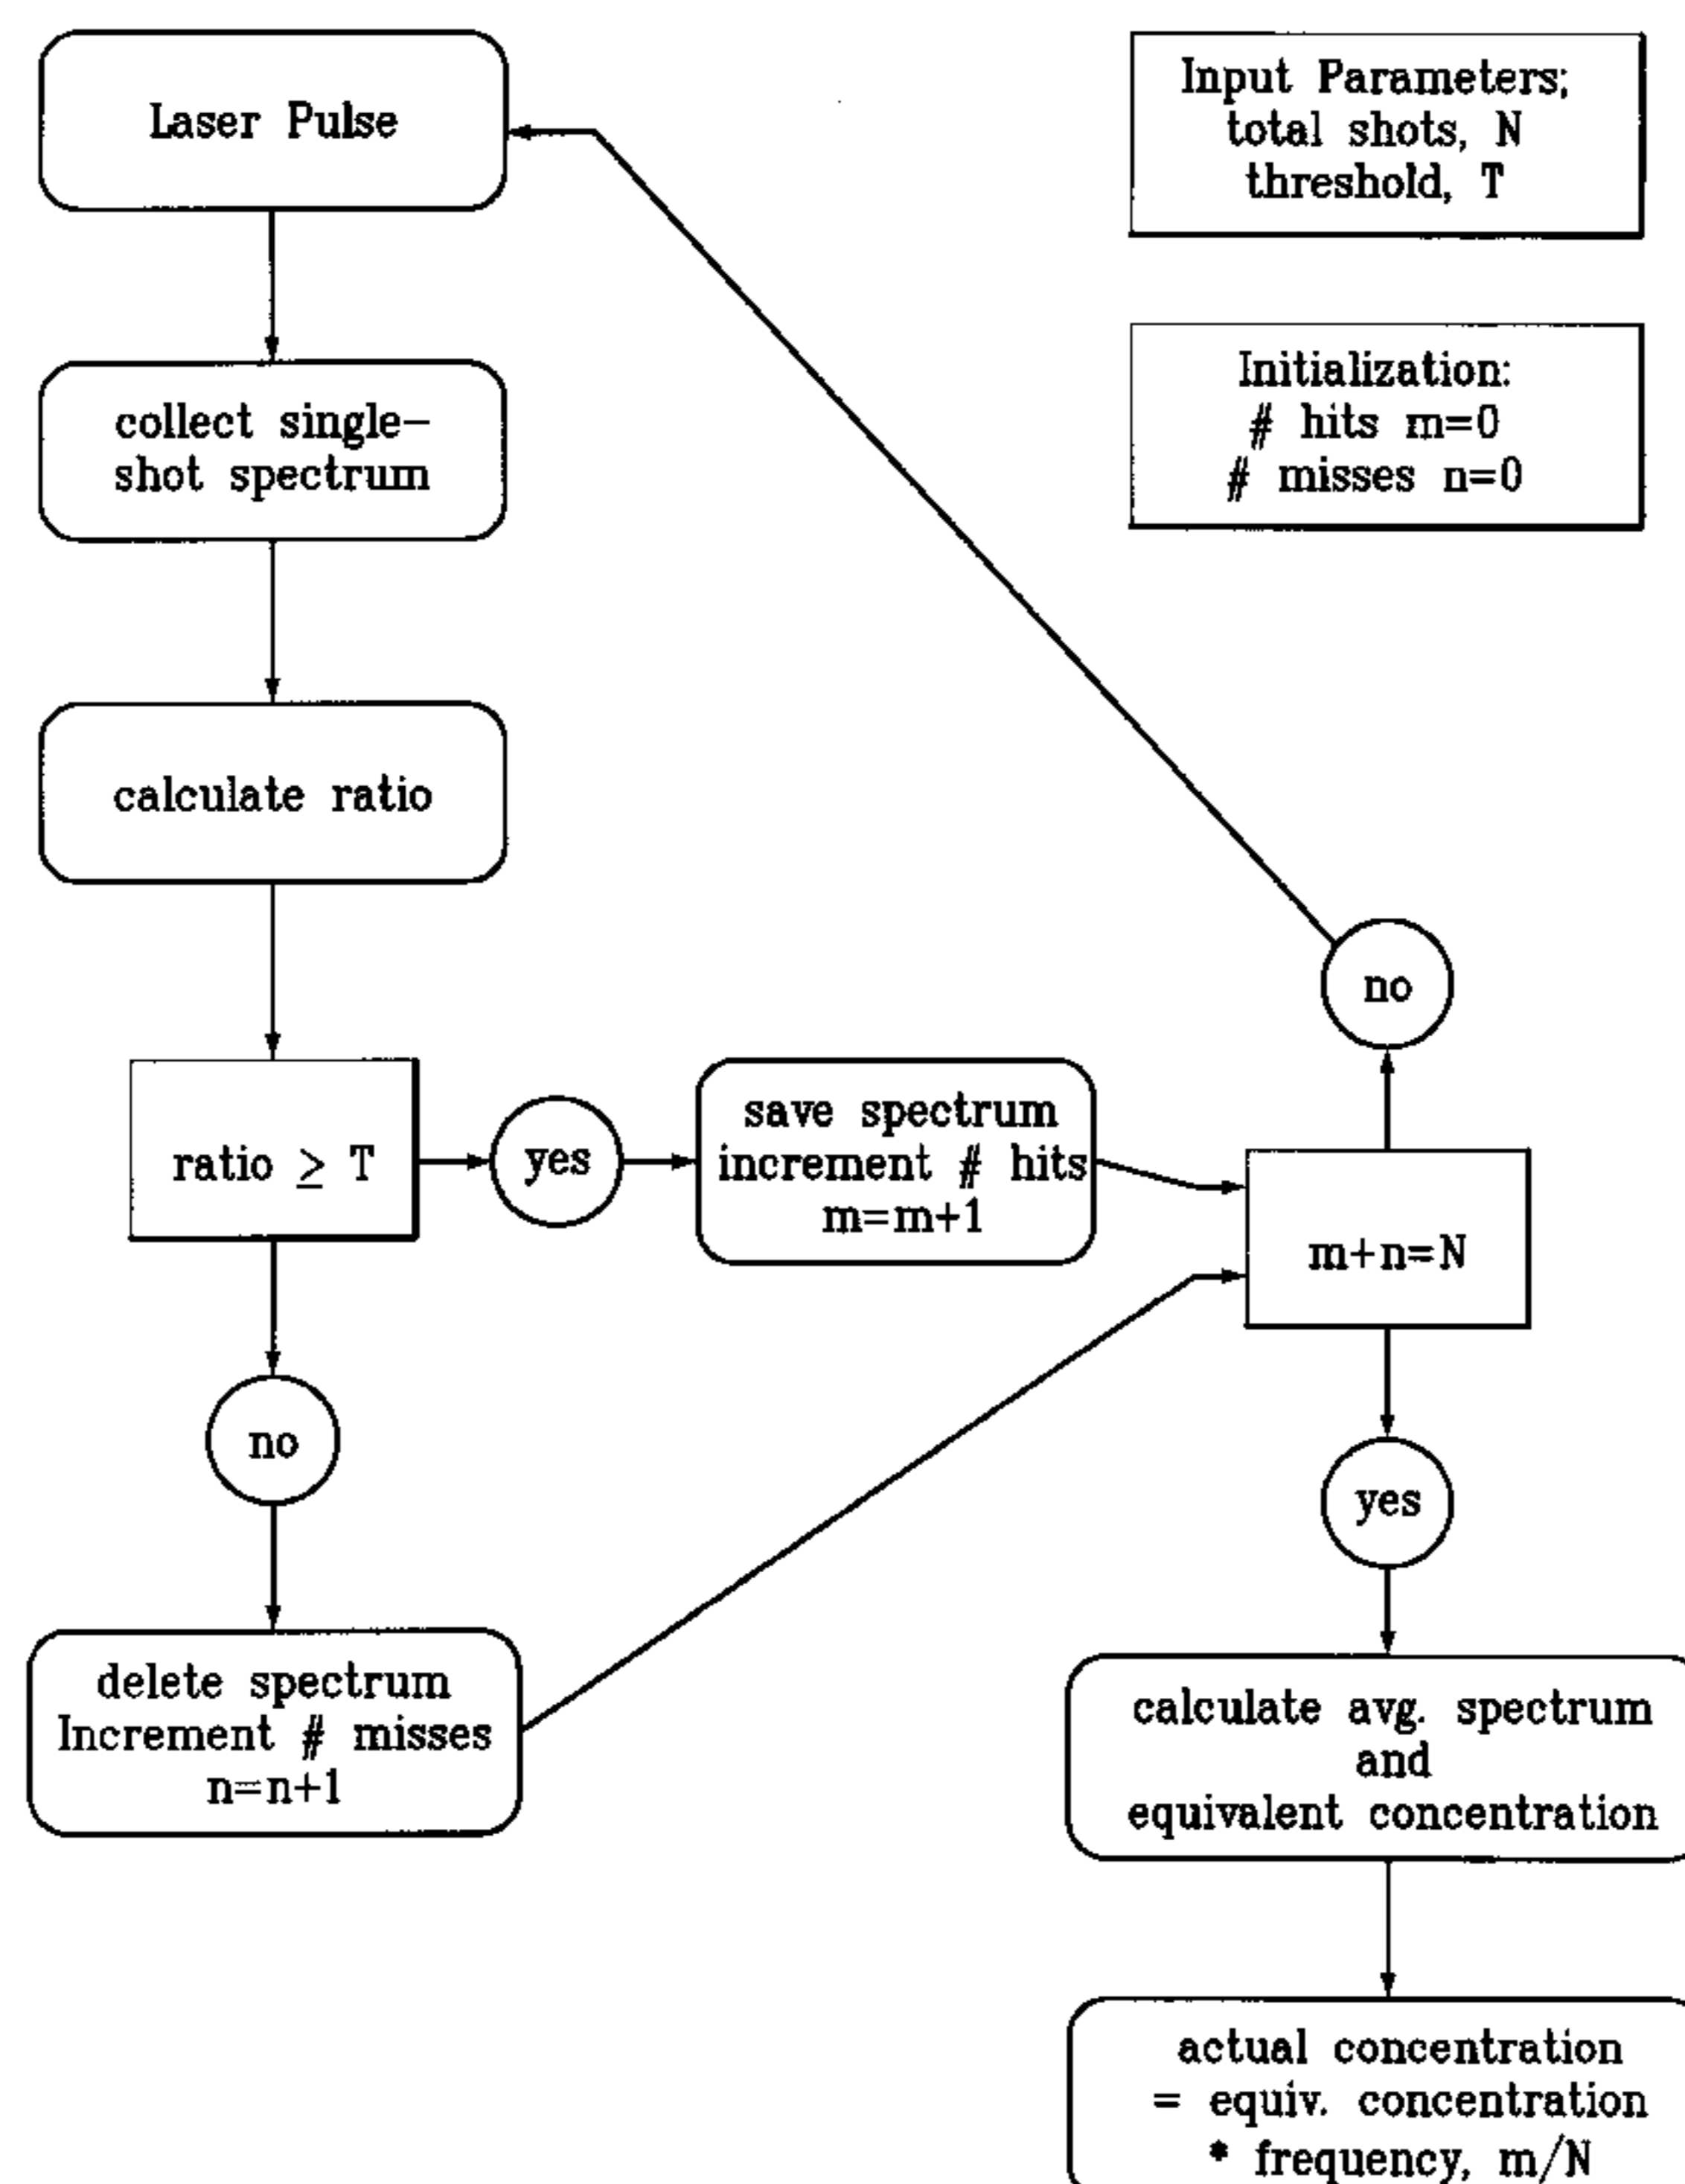 Laser Pulse
Input Parameters;
total shots, N
threshold, T
Initialization:
# hits m=0
# misses n=0
collect single-
shot spectrum
calculate ratio
ratio ≥ T
yes
save spectrum
increment # hits
m=m+1
no
m+n=N
no
delete spectrum
Increment # misses
n=n+1
yes
calculate avg. spectrum
and
equivalent concentration
actual concentration
= equiv. concentration
* frequency, m/N